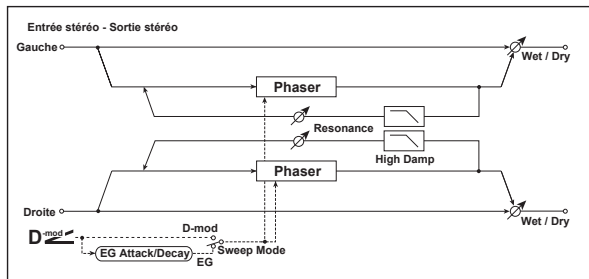 Entrée stéréo - Sortie stéréo
Gauche
Wet / Dry
Phaser
Resonance
High Damp
Phaser
Droite
Wet / Dry
D-mod
D-mod
EG Attack/Decay
EG
Sweep Mode